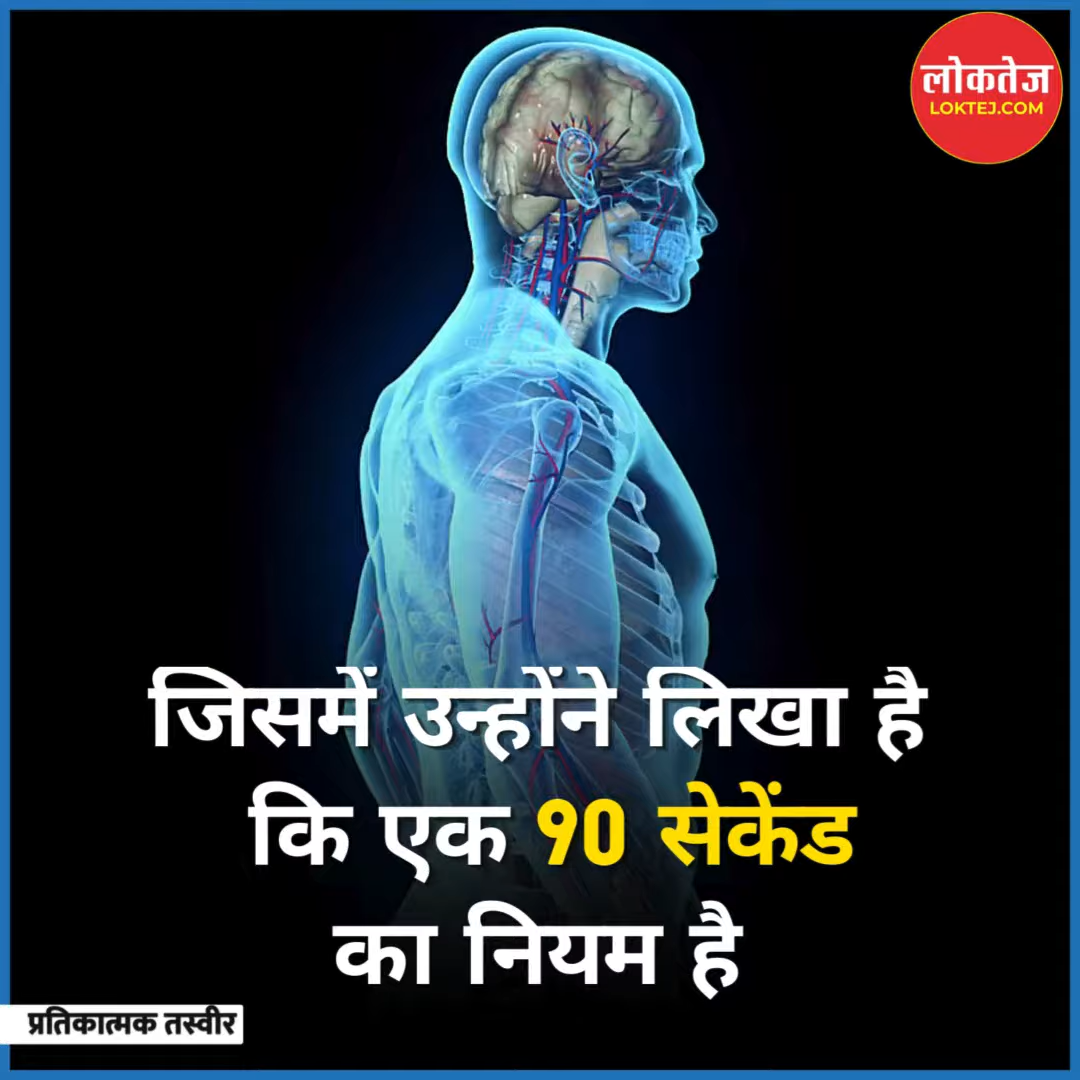 लोकतेज
LOKTEJ.COM
जिसमें उन्होंने लिखा है
कि एक 90 सेकेंड
का नियम है
प्रतिकात्मक तस्वीर